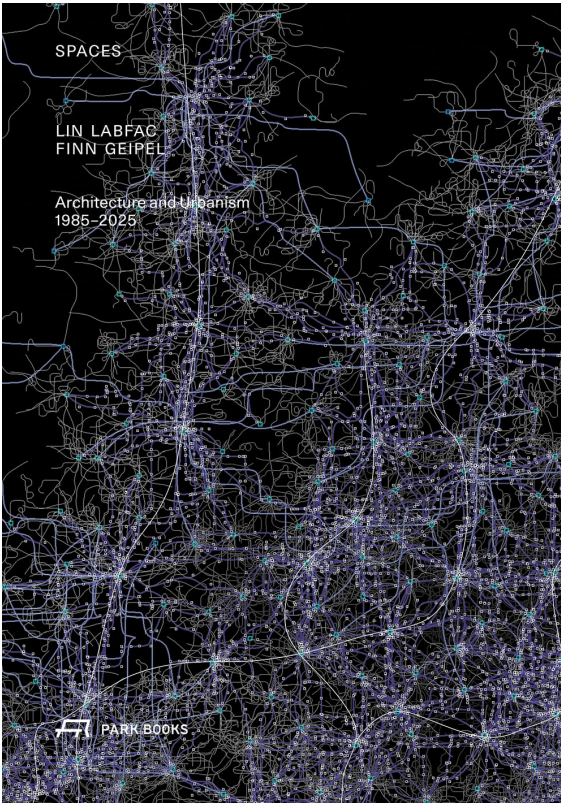 SPACES
LIN LABFAC
FINN GEIPEL
Architecture and Urbanism
1985–2025
PARK BOOKS